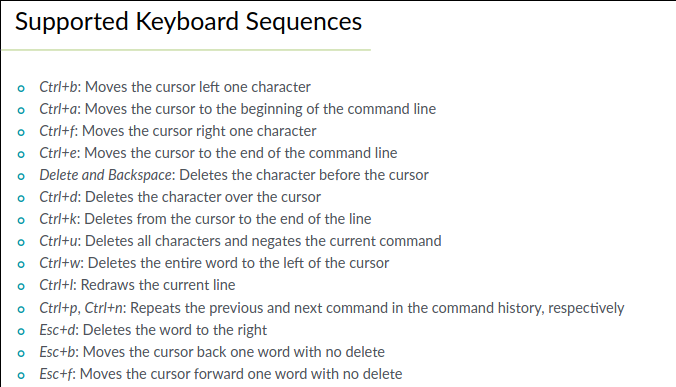 Supported Keyboard Sequences
Ctrl+b: Moves the cursor left one character
Ctrl+a: Moves the cursor to the beginning of the command line
Ctrl+f: Moves the cursor right one character
Ctrl+e: Moves the cursor to the end of the command line
Delete and Backspace: Deletes the character before the cursor
Ctrl+d: Deletes the character over the cursor
Ctrl+k: Deletes from the cursor to the end of the line
Ctrl+u: Deletes all characters and negates the current command
Ctrl+w: Deletes the entire word to the left of the cursor
Ctrl+l: Redraws the current line
Ctrl+p, Ctrl+n: Repeats the previous and next command in the command history, respectively
Esc+d: Deletes the word to the right
Esc+b: Moves the cursor back one word with no delete
Esc+f: Moves the cursor forward one word with no delete